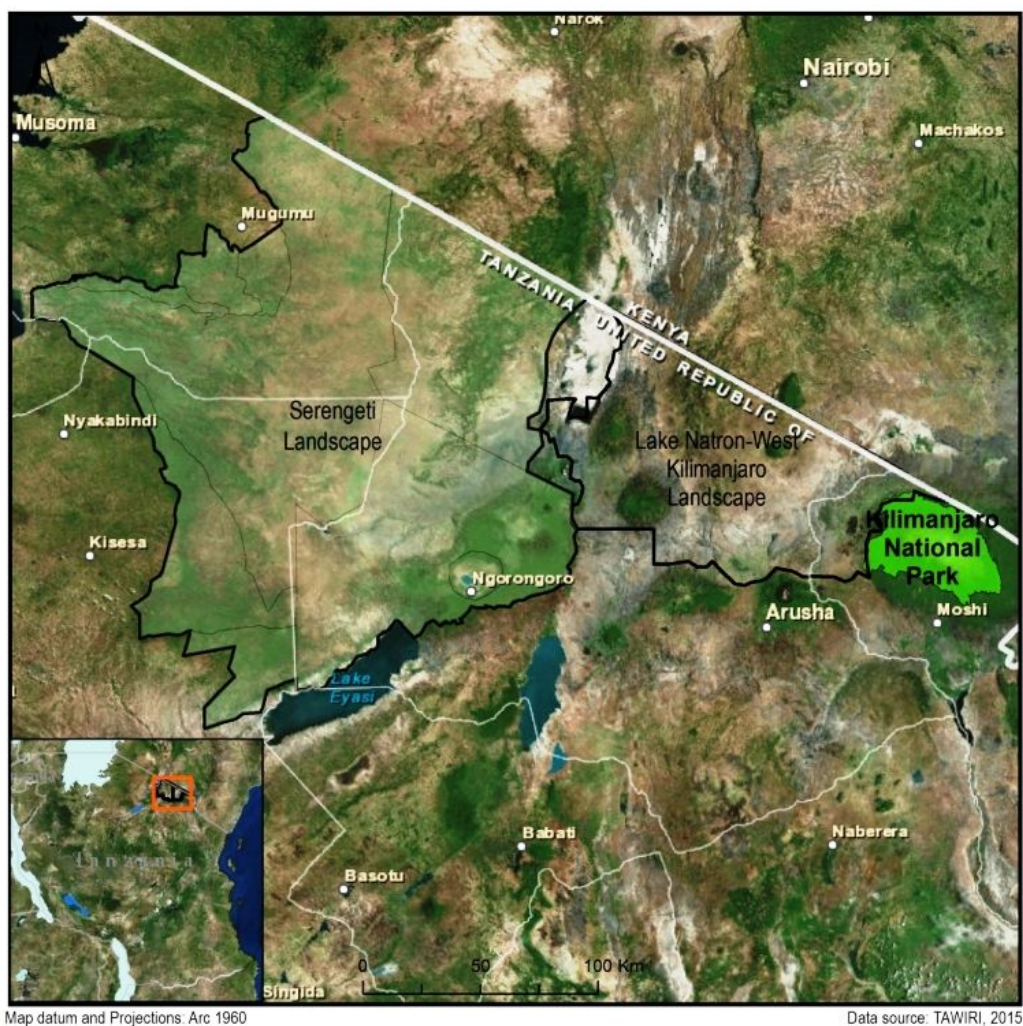 Narok
Nairobi
Musoma
Machakos
Mugumu
TANZANIA UNITED REPUBLIC OF
KENYA
Nyakabindi
Serengeti
Landscape
Lake Natron-West
Kilimanjaro
Landscape
Kilimanjaro
National
Park
Kisesa
Ngorongoro
Arusha
Moshi
Lake
Eyasi
Tanzania
Babati
Naberera
Basotu
0 50 100 Km
Singida
Map datum and Projections: Arc 1960
Data source: TAWIRI, 2015